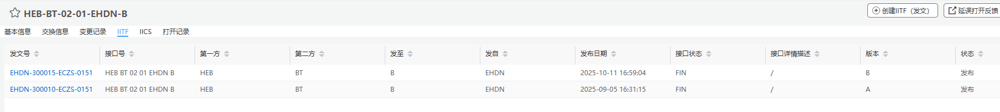 HEB-BT-02-01-EHDN-B
创建IITF（发文） 延误打开反馈
基本信息 交换信息 变更记录 IITF IICS 打开记录
发文号 接口号 第一方 第二方 发至 发自 发布日期 接口状态 接口详情描述 版本 状态
EHDN-300015-ECZS-0151 HEB BT 02 01 EHDN B HEB BT B EHDN 2025-10-11 16:59:04 FIN / B 发布
EHDN-300010-ECZS-0151 HEB BT 02 01 EHDN B HEB BT B EHDN 2025-09-05 16:31:15 FIN / A 发布